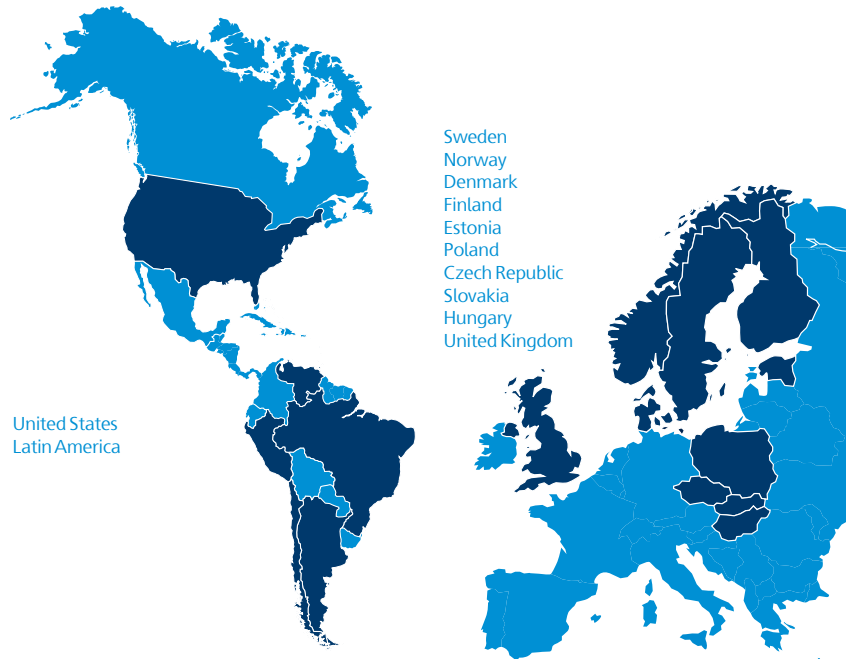 Sweden
Norway
Denmark
Finland
Estonia
Poland
Czech Republic
Slovakia
Hungary
United Kingdom
United States
Latin America